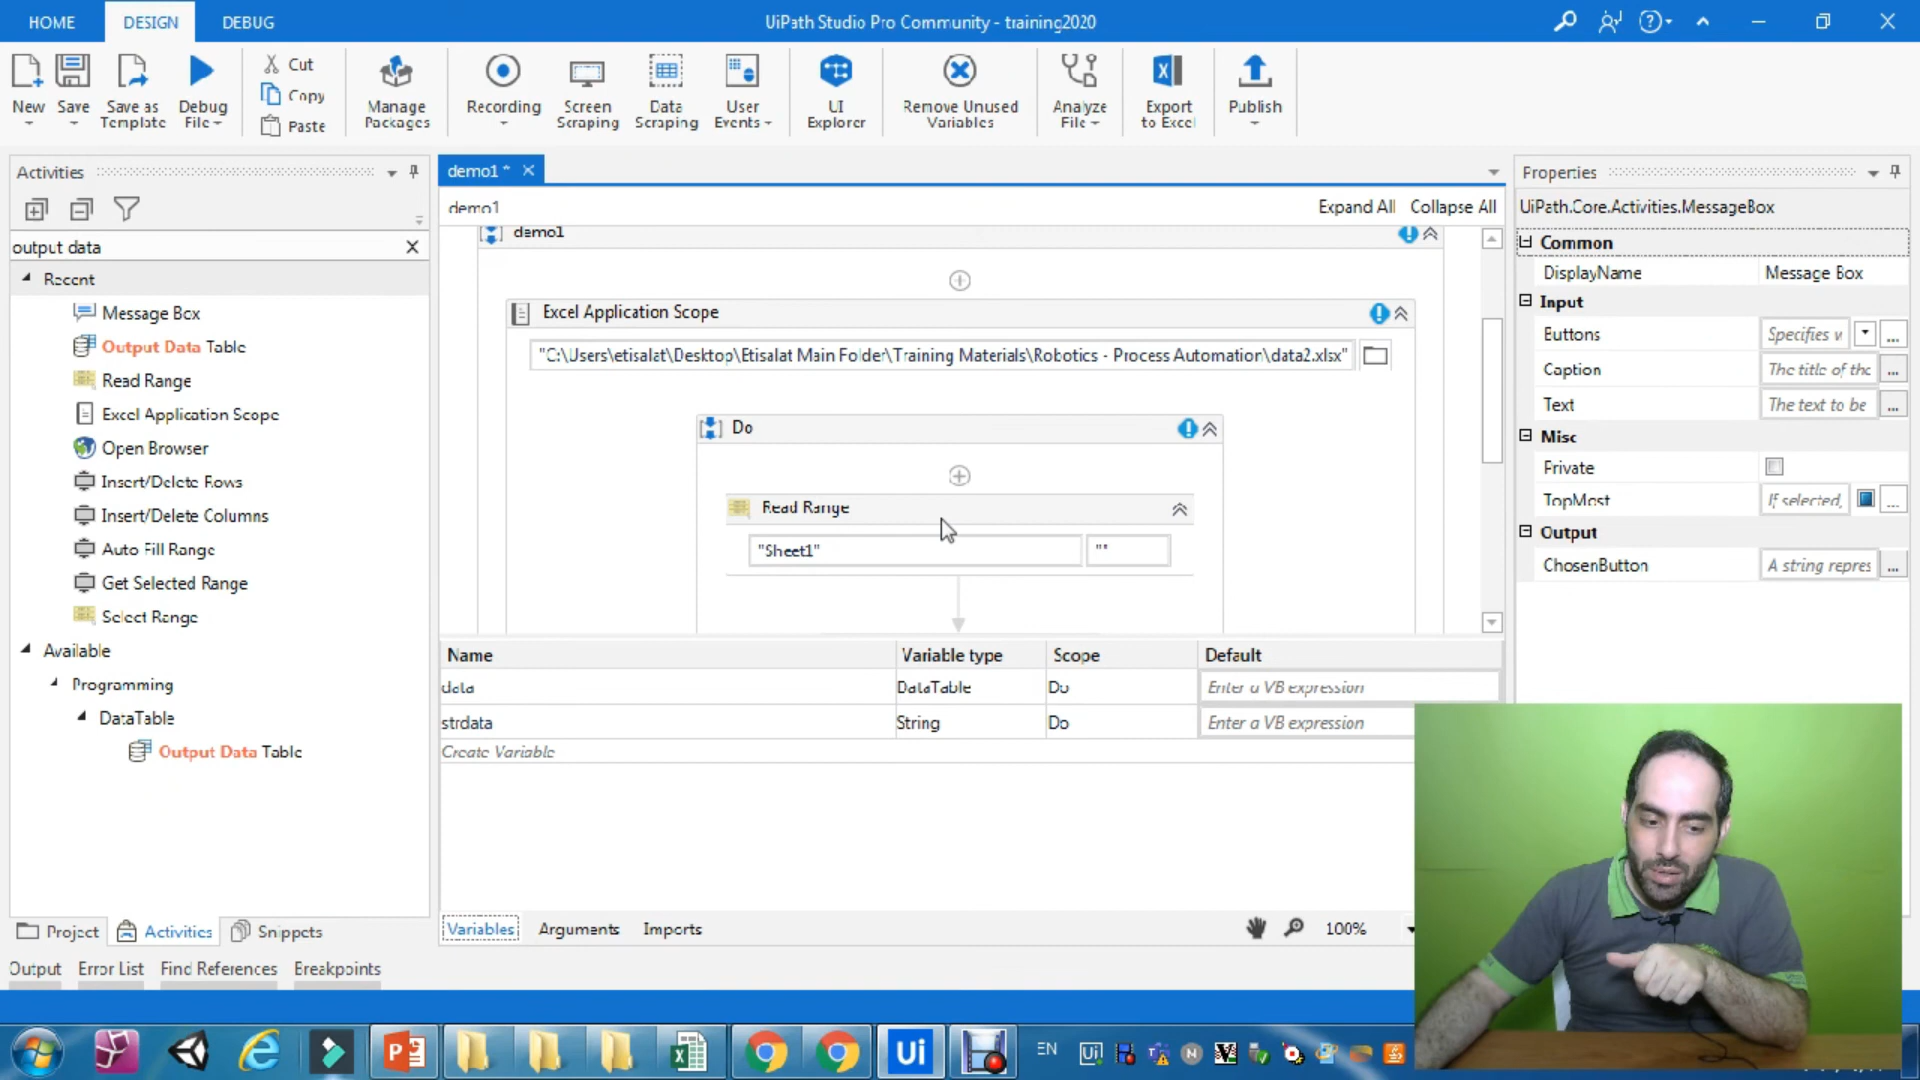 HOME DESIGN DEBUG
UiPath Studio Pro Community - training2020
New
Save
Save as Template
Debug File
Cut
Copy
Paste
Manage Packages
Recording
Screen Scraping
Data Scraping
User Events
UI Explorer
Remove Unused Variables
Analyze File
Export to Excel
Publish
Activities
output data
Recent
Message Box
Output Data Table
Read Range
Excel Application Scope
Open Browser
Insert/Delete Rows
Insert/Delete Columns
Auto Fill Range
Get Selected Range
Select Range
Available
Programming
DataTable
Output Data Table
Project Activities Snippets
demo1 *
demo1
Expand All Collapse All
demo1
Excel Application Scope
"C:\Users\etisalat\Desktop\Etisalat Main Folder\Training Materials\Robotics - Process Automation\data2.xlsx"
Do
Read Range
"Sheet1" ""
Name Variable type Scope Default
data DataTable Do Enter a VB expression
strdata String Do Enter a VB expression
Create Variable
Variables Arguments Imports
100%
Properties
UiPath.Core.Activities.MessageBox
Common
DisplayName Message Box
Input
Buttons Specifies v ...
Caption The title of the ...
Text The text to be ...
Misc
Private
TopMost If selected, ...
Output
ChosenButton A string repres ...
Output Error List Find References Breakpoints
P
X
Ui
EN
Ui
N